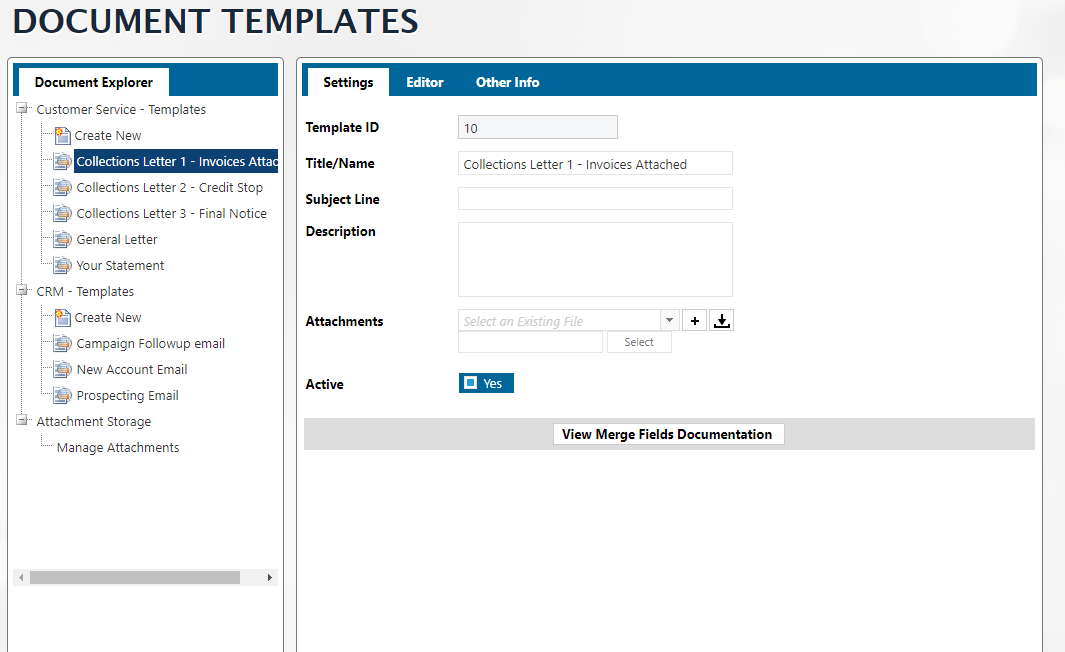 DOCUMENT TEMPLATES
Document Explorer
Customer Service - Templates
Create New
Collections Letter 1 - Invoices Attac
Collections Letter 2 - Credit Stop
Collections Letter 3 - Final Notice
General Letter
Your Statement
CRM - Templates
Create New
Campaign Followup email
New Account Email
Prospecting Email
Attachment Storage
Manage Attachments
Settings Editor Other Info
Template ID 10
Title/Name Collections Letter 1 - Invoices Attached
Subject Line
Description
Attachments Select an Existing File
Select
Active Yes
View Merge Fields Documentation